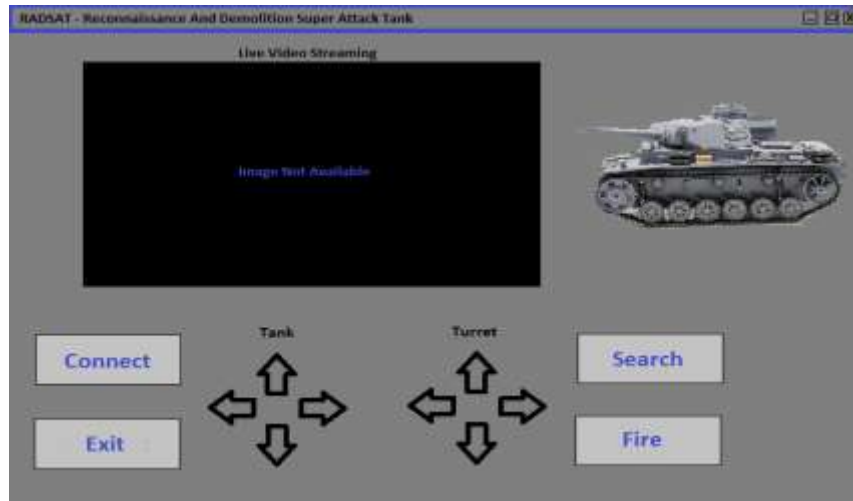 RADSAT - Reconnaissance And Demolition Super Attack Tank
Live Video Streaming
Image Not Available
Tank
Turret
Connect
Search
Exit
Fire